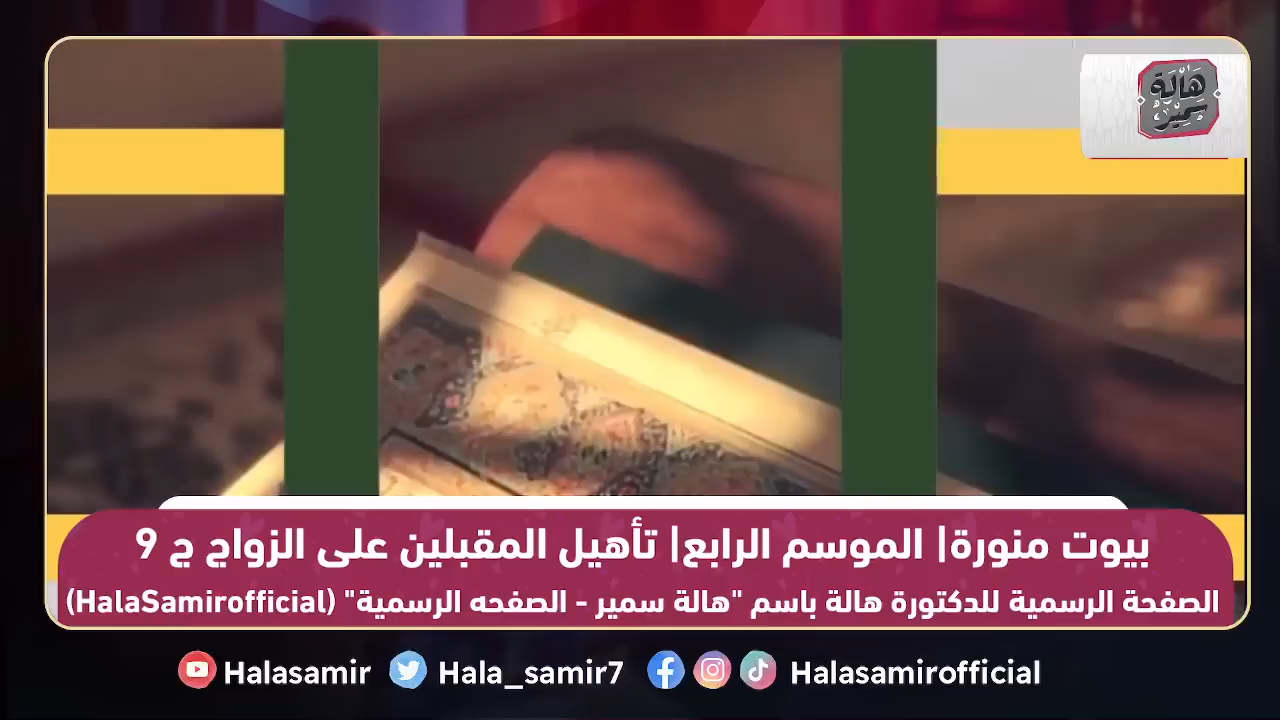 هالة
سمير
بيوت منورة| الموسم الرابع| تأهيل المقبلين على الزواج ج 9
الصفحة الرسمية للدكتورة هالة باسم "هالة سمير - الصفحه الرسمية" (HalaSamirofficial)
Halasamir Hala_samir7 Halasamirofficial